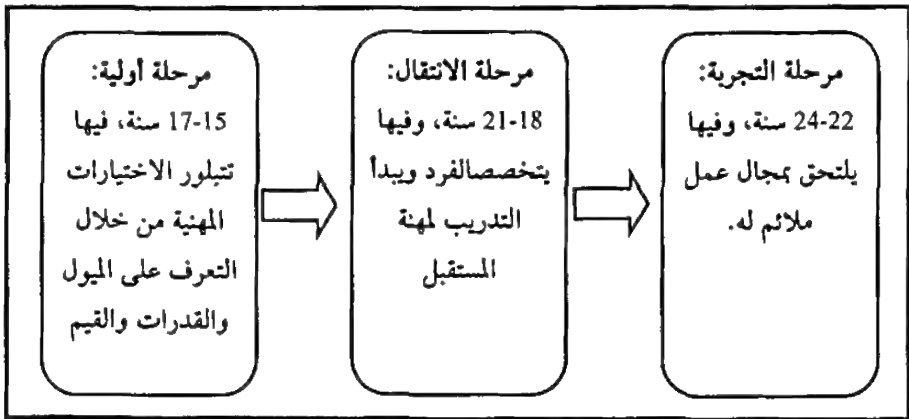 مرحلة أولية:
15-17 سنة، فيها
تتبلور الاختيارات
المهنية من خلال
التعرف على الميول
والقدرات والقيم
مرحلة الانتقال:
18-21 سنة، وفيها
يتخصصالفرد ويبدأ
التدريب لمهنة
المستقبل
مرحلة التجربة:
22-24 سنة، وفيها
يلتحق بمجال عمل
ملائم له.